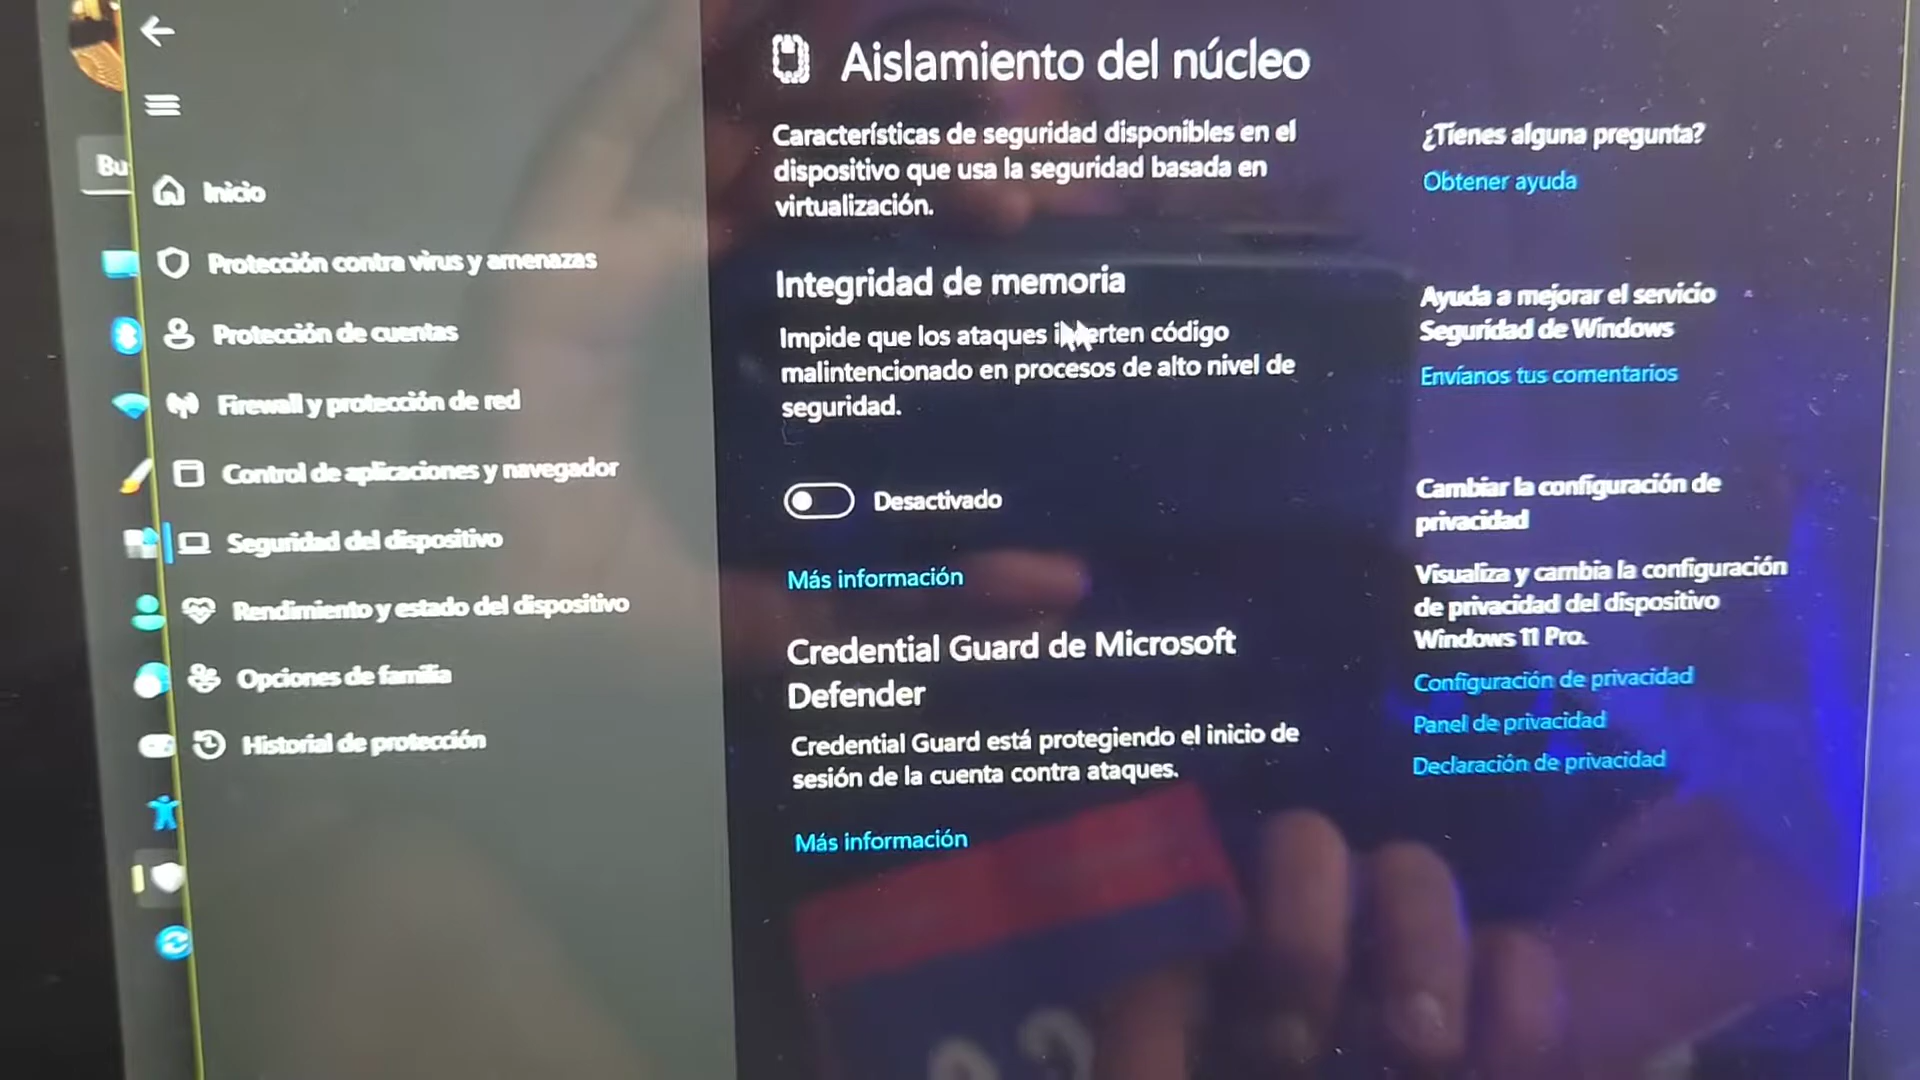 Bu
Inicio
Protección contra virus y amenazas
Protección de cuentas
Firewall y protección de red
Control de aplicaciones y navegador
Seguridad del dispositivo
Rendimiento y estado del dispositivo
Opciones de familia
Historial de protección
Aislamiento del núcleo
Características de seguridad disponibles en el
dispositivo que usa la seguridad basada en
virtualización.
Integridad de memoria
Impide que los ataques inserten código
malintencionado en procesos de alto nivel de
seguridad.
Desactivado
Más información
Credential Guard de Microsoft
Defender
Credential Guard está protegiendo el inicio de
sesión de la cuenta contra ataques.
Más información
¿Tienes alguna pregunta?
Obtener ayuda
Ayuda a mejorar el servicio
Seguridad de Windows
Envíanos tus comentarios
Cambiar la configuración de
privacidad
Visualiza y cambia la configuración
de privacidad del dispositivo
Windows 11 Pro.
Configuración de privacidad
Panel de privacidad
Declaración de privacidad